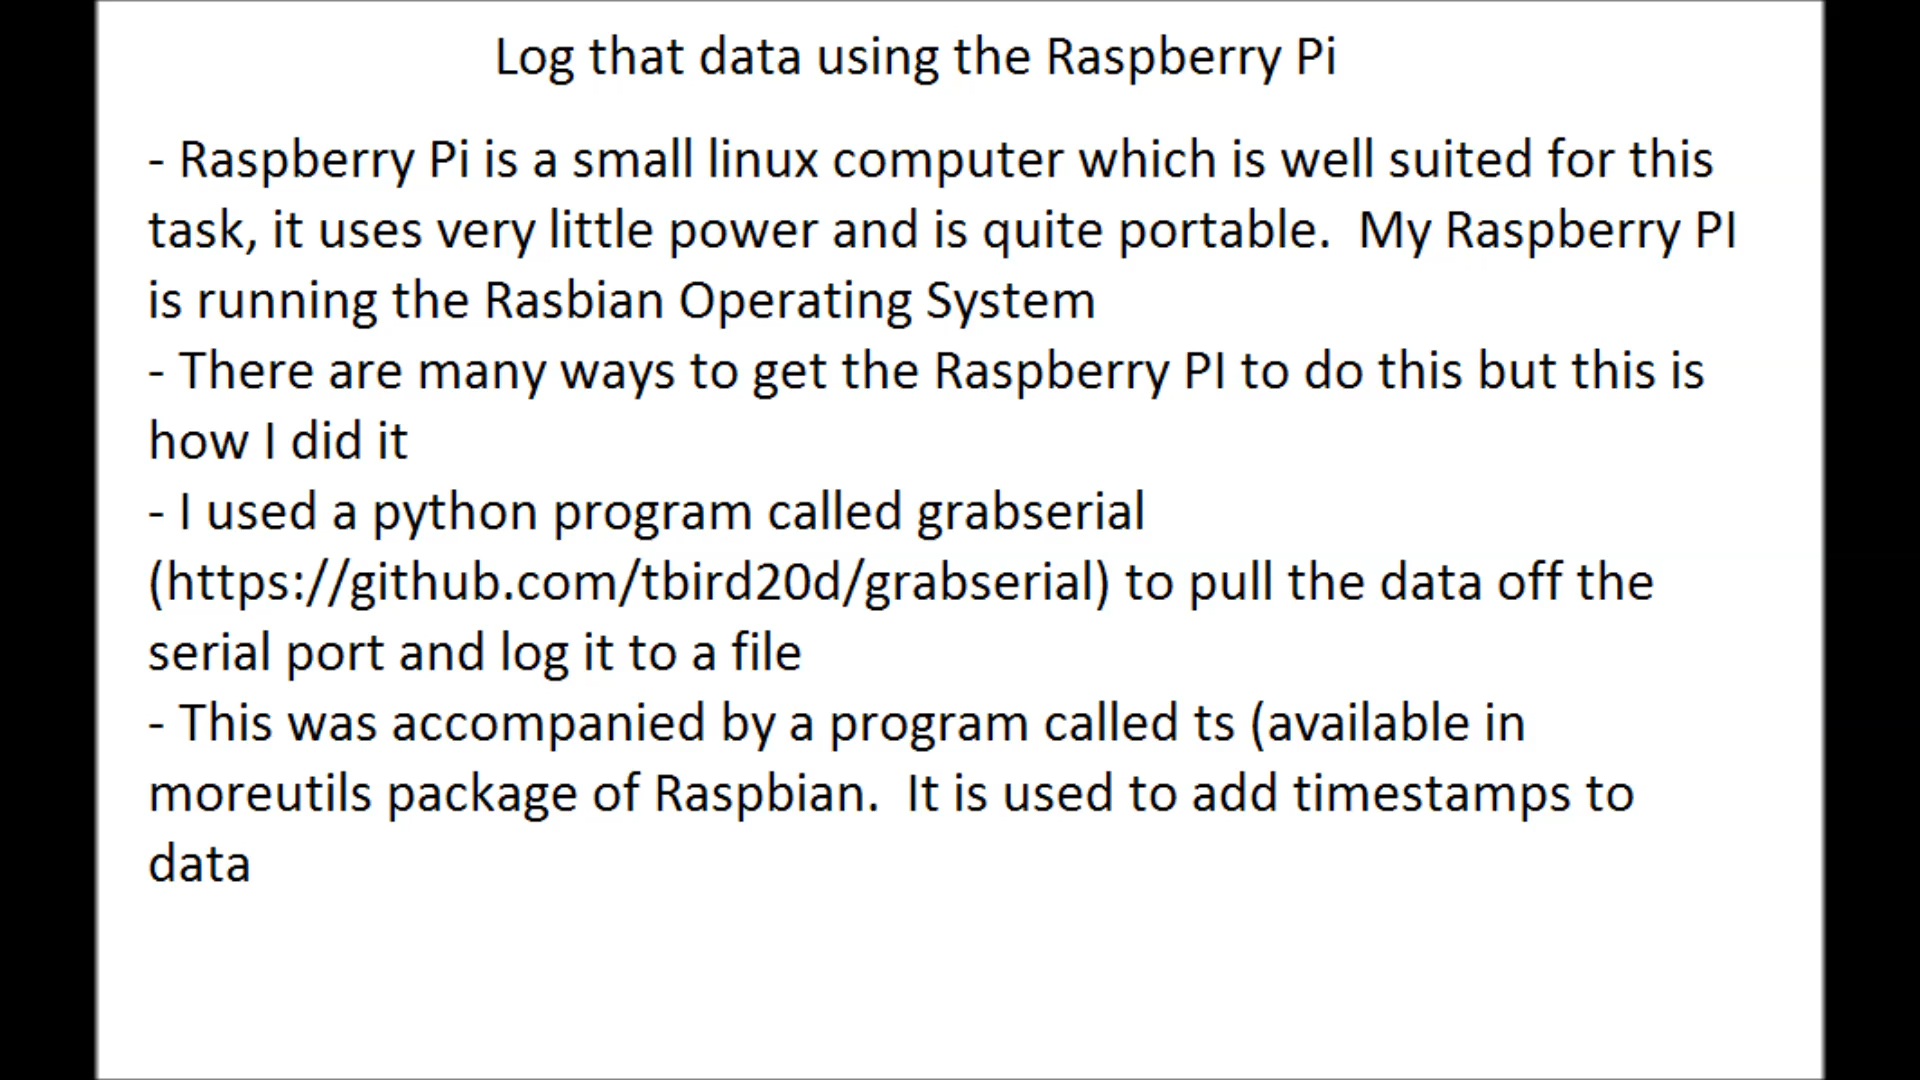 Log that data using the Raspberry Pi
- Raspberry Pi is a small linux computer which is well suited for this
task, it uses very little power and is quite portable.  My Raspberry PI
is running the Rasbian Operating System
- There are many ways to get the Raspberry PI to do this but this is
how I did it
- I used a python program called grabserial
(https://github.com/tbird20d/grabserial) to pull the data off the
serial port and log it to a file
- This was accompanied by a program called ts (available in
moreutils package of Raspbian.  It is used to add timestamps to
data